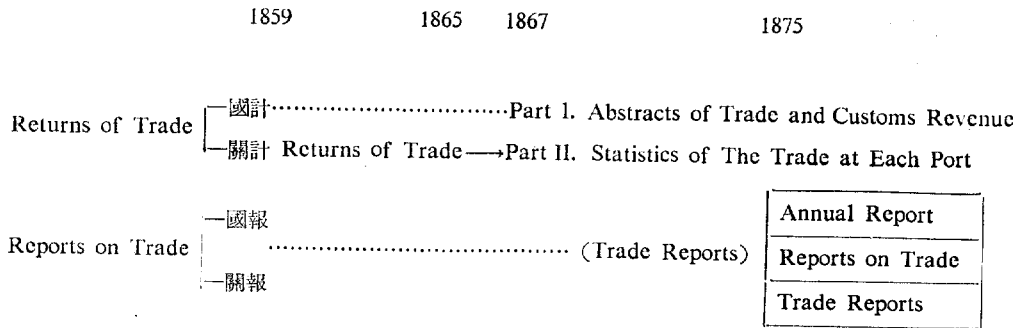 1859 1865 1867 1875
國計……………………………Part I. Abstracts of Trade and Customs Revenue
Returns of Trade
關計 Returns of Trade→Part II. Statistics of The Trade at Each Port
國報
Reports on Trade ……………………………… (Trade Reports)
關報
Annual Report
Reports on Trade
Trade Reports